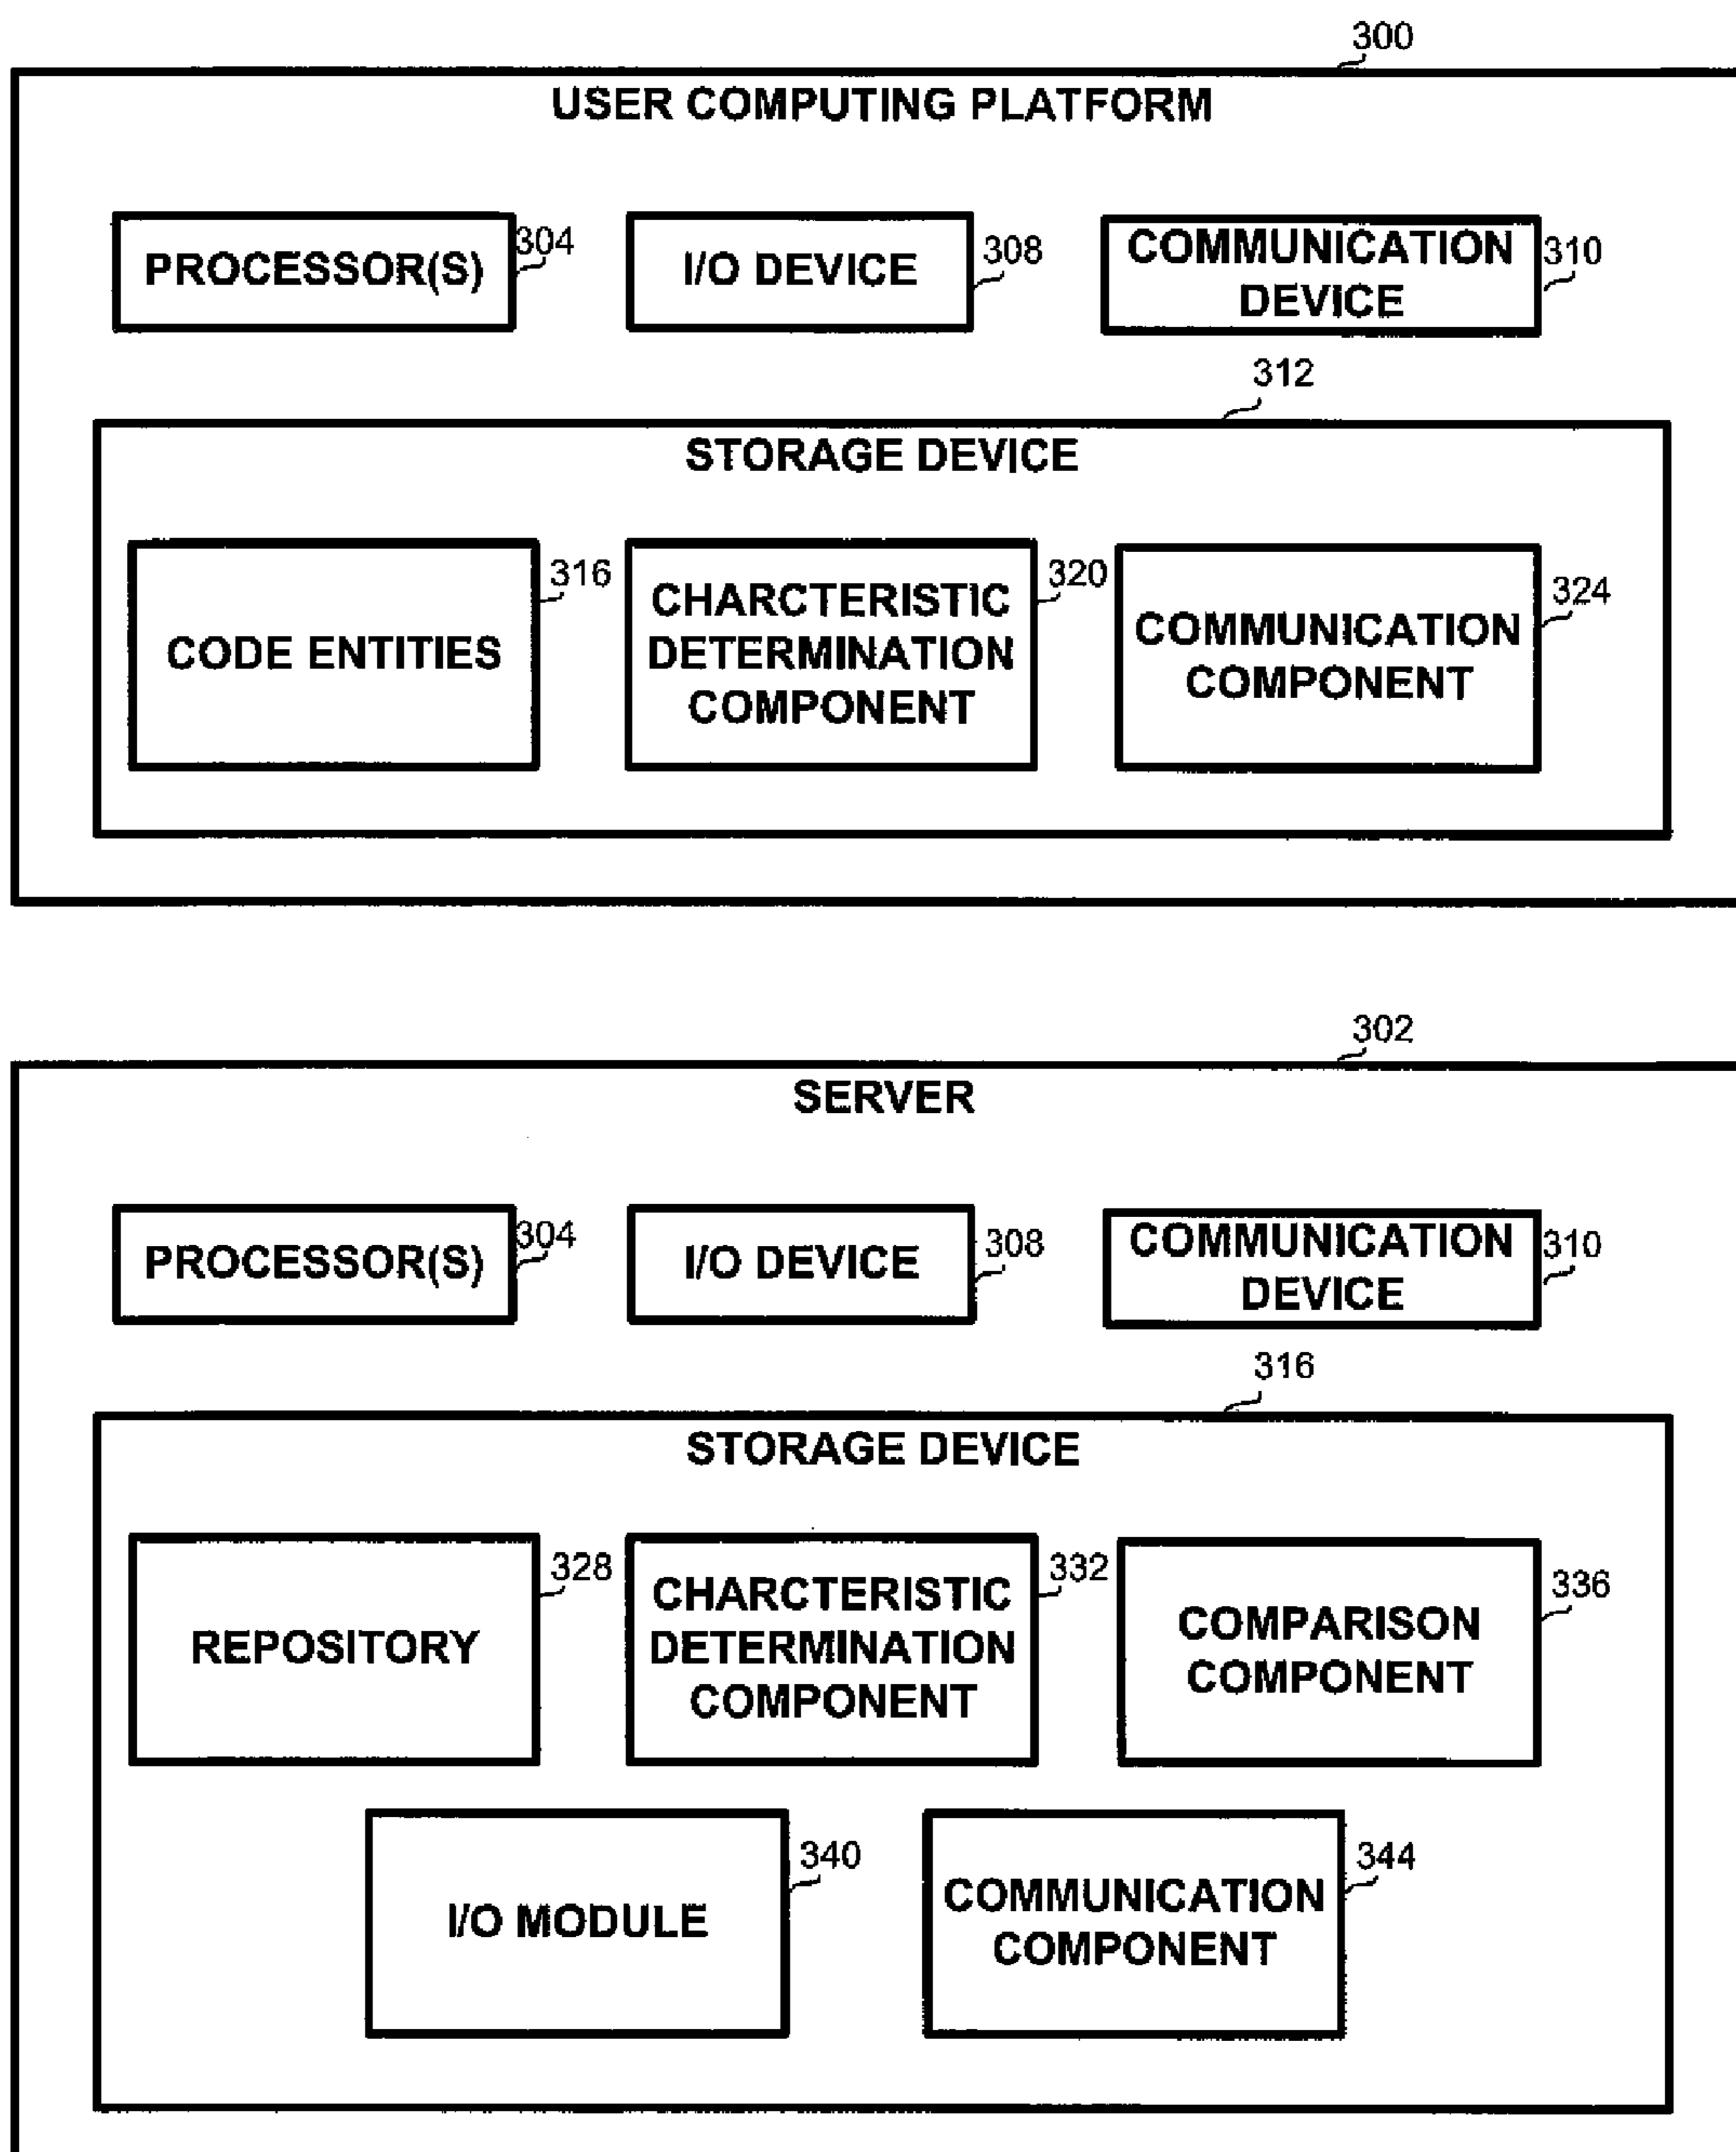 300
USER COMPUTING PLATFORM
PROCESSOR(S)
304
I/O DEVICE
308
COMMUNICATION
DEVICE
310
312
STORAGE DEVICE
CODE ENTITIES
316
CHARCTERISTIC
DETERMINATION
COMPONENT
320
COMMUNICATION
COMPONENT
324
302
SERVER
PROCESSOR(S)
304
I/O DEVICE
308
COMMUNICATION
DEVICE
310
316
STORAGE DEVICE
REPOSITORY
328
CHARCTERISTIC
DETERMINATION
COMPONENT
332
COMPARISON
COMPONENT
336
I/O MODULE
340
COMMUNICATION
COMPONENT
344